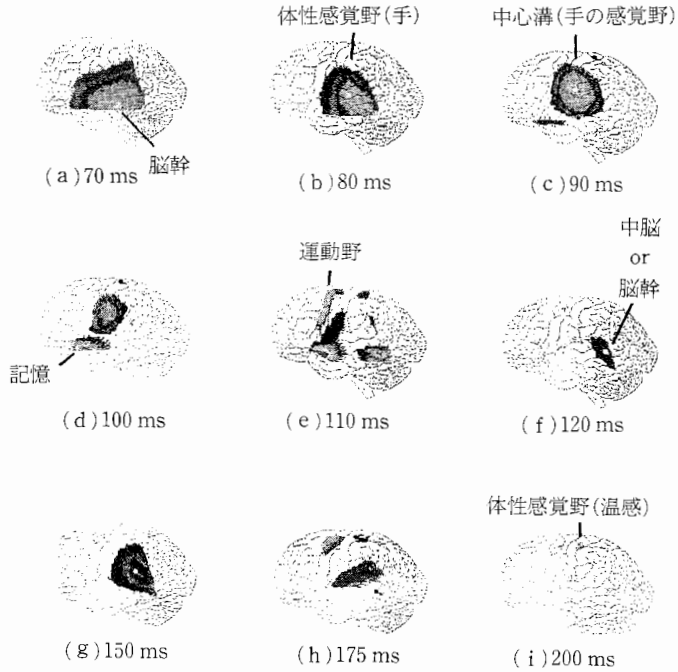 体性感覚野(手)
中心溝(手の感覚野)
脳幹
(a)70 ms
(b)80 ms
(c)90 ms
運動野
中脳
or
脳幹
記憶
(d)100 ms
(e)110 ms
(f)120 ms
体性感覚野(温感)
(g)150 ms
(h)175 ms
(i)200 ms